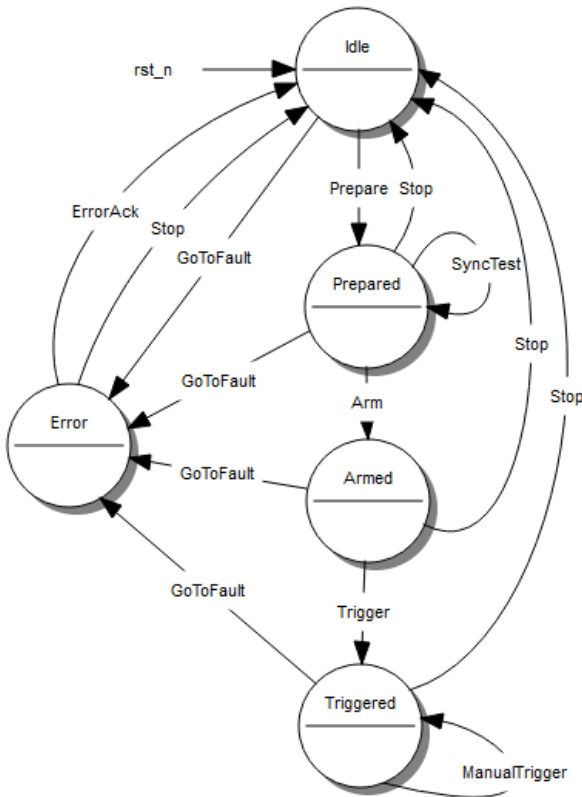 Idle
rst_n
Prepare
Stop
ErrorAck
Stop
GoToFault
SyncTest
Prepared
Stop
GoToFault
Stop
Arm
Error
GoToFault
Armed
GoToFault
Trigger
Triggered
ManualTrigger